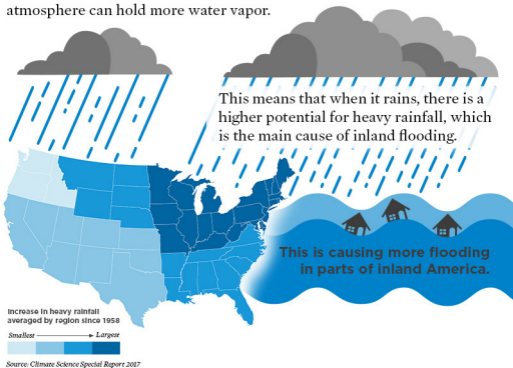 atmosphere can hold more water vapor.
This means that when it rains, there is a
higher potential for heavy rainfall, which
is the main cause of inland flooding.
This is causing more flooding
in parts of inland America.
Increase in heavy rainfall
averaged by region since 1958
Smallest Largest
Source: Climate Science Special Report 2017